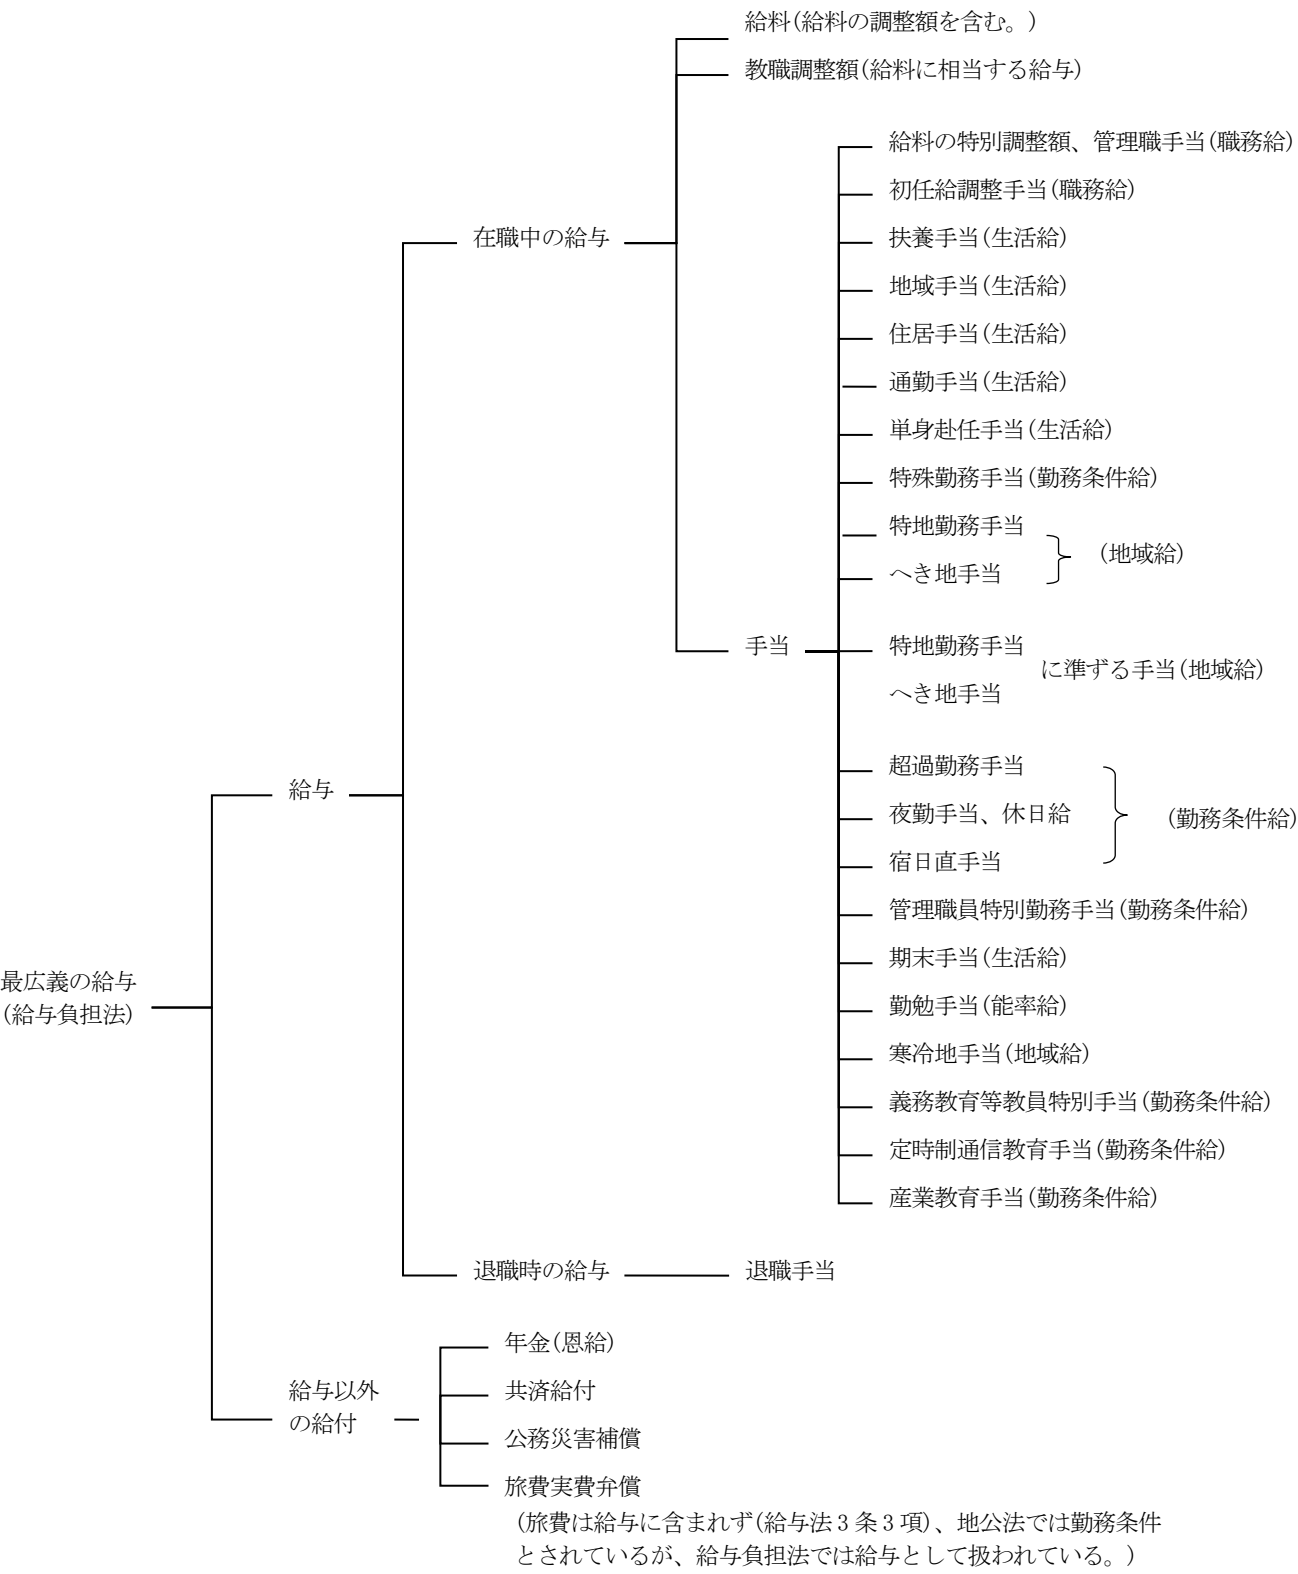 給料(給料の調整額を含む。)
教職調整額(給料に相当する給与)
給料の特別調整額、管理職手当(職務給)
初任給調整手当(職務給)
在職中の給与
扶養手当(生活給)
地域手当(生活給)
住居手当(生活給)
通勤手当(生活給)
単身赴任手当(生活給)
特殊勤務手当(勤務条件給)
特地勤務手当
へき地手当
(地域給)
手当
特地勤務手当
へき地手当
に準ずる手当(地域給)
超過勤務手当
夜勤手当、休日給
宿日直手当
(勤務条件給)
給与
管理職員特別勤務手当(勤務条件給)
期末手当(生活給)
最広義の給与
(給与負担法)
勤勉手当(能率給)
寒冷地手当(地域給)
義務教育等教員特別手当(勤務条件給)
定時制通信教育手当(勤務条件給)
産業教育手当(勤務条件給)
退職時の給与
退職手当
給与以外
の給付
年金(恩給)
共済給付
公務災害補償
旅費実費弁償
(旅費は給与に含まれず(給与法3条3項)、地公法では勤務条件
とされているが、給与負担法では給与として扱われている。)